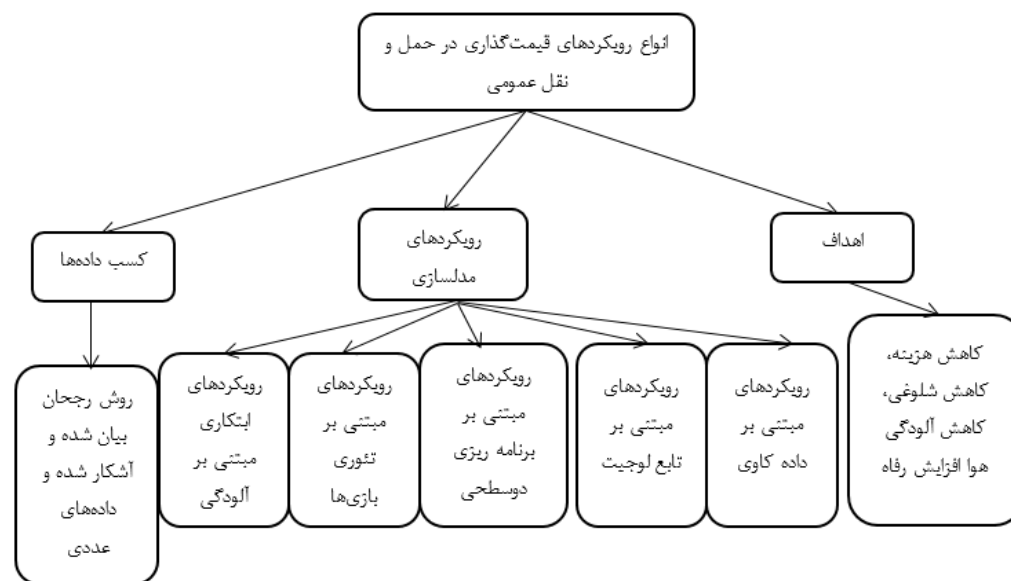 انواع رویکردهای قیمت‌گذاری در حمل و
نقل عمومی
اهداف
رویکردهای
مدلسازی
کسب داده‌ها
کاهش هزینه،
کاهش شلوغی،
کاهش آلودگی
هوا افزایش رفاه
رویکردهای
مبتنی بر
داده کاوی
رویکردهای
مبتنی بر
تابع لوجیت
رویکردهای
مبتنی بر
برنامه ریزی
دوسطحی
رویکردهای
مبتنی بر
تئوری
بازی‌ها
رویکردهای
ابتکاری
مبتنی بر
آلودگی
روش رجحان
بیان شده و
آشکار شده و
داده‌های
عددی